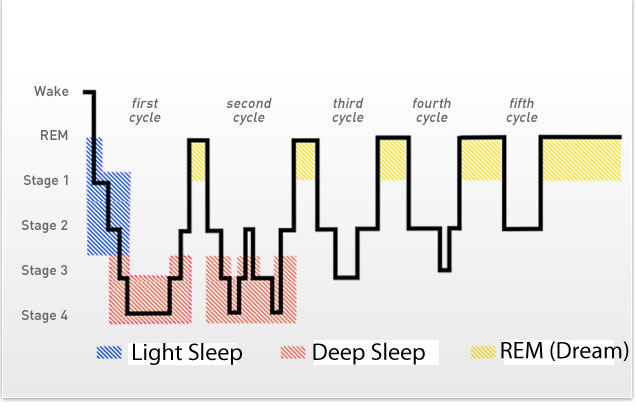 Wake
first
cycle
second
cycle
third
cycle
fourth
cycle
fifth
cycle
REM
Stage 1
Stage 2
Stage 3
Stage 4
Light Sleep
Deep Sleep
REM (Dream)